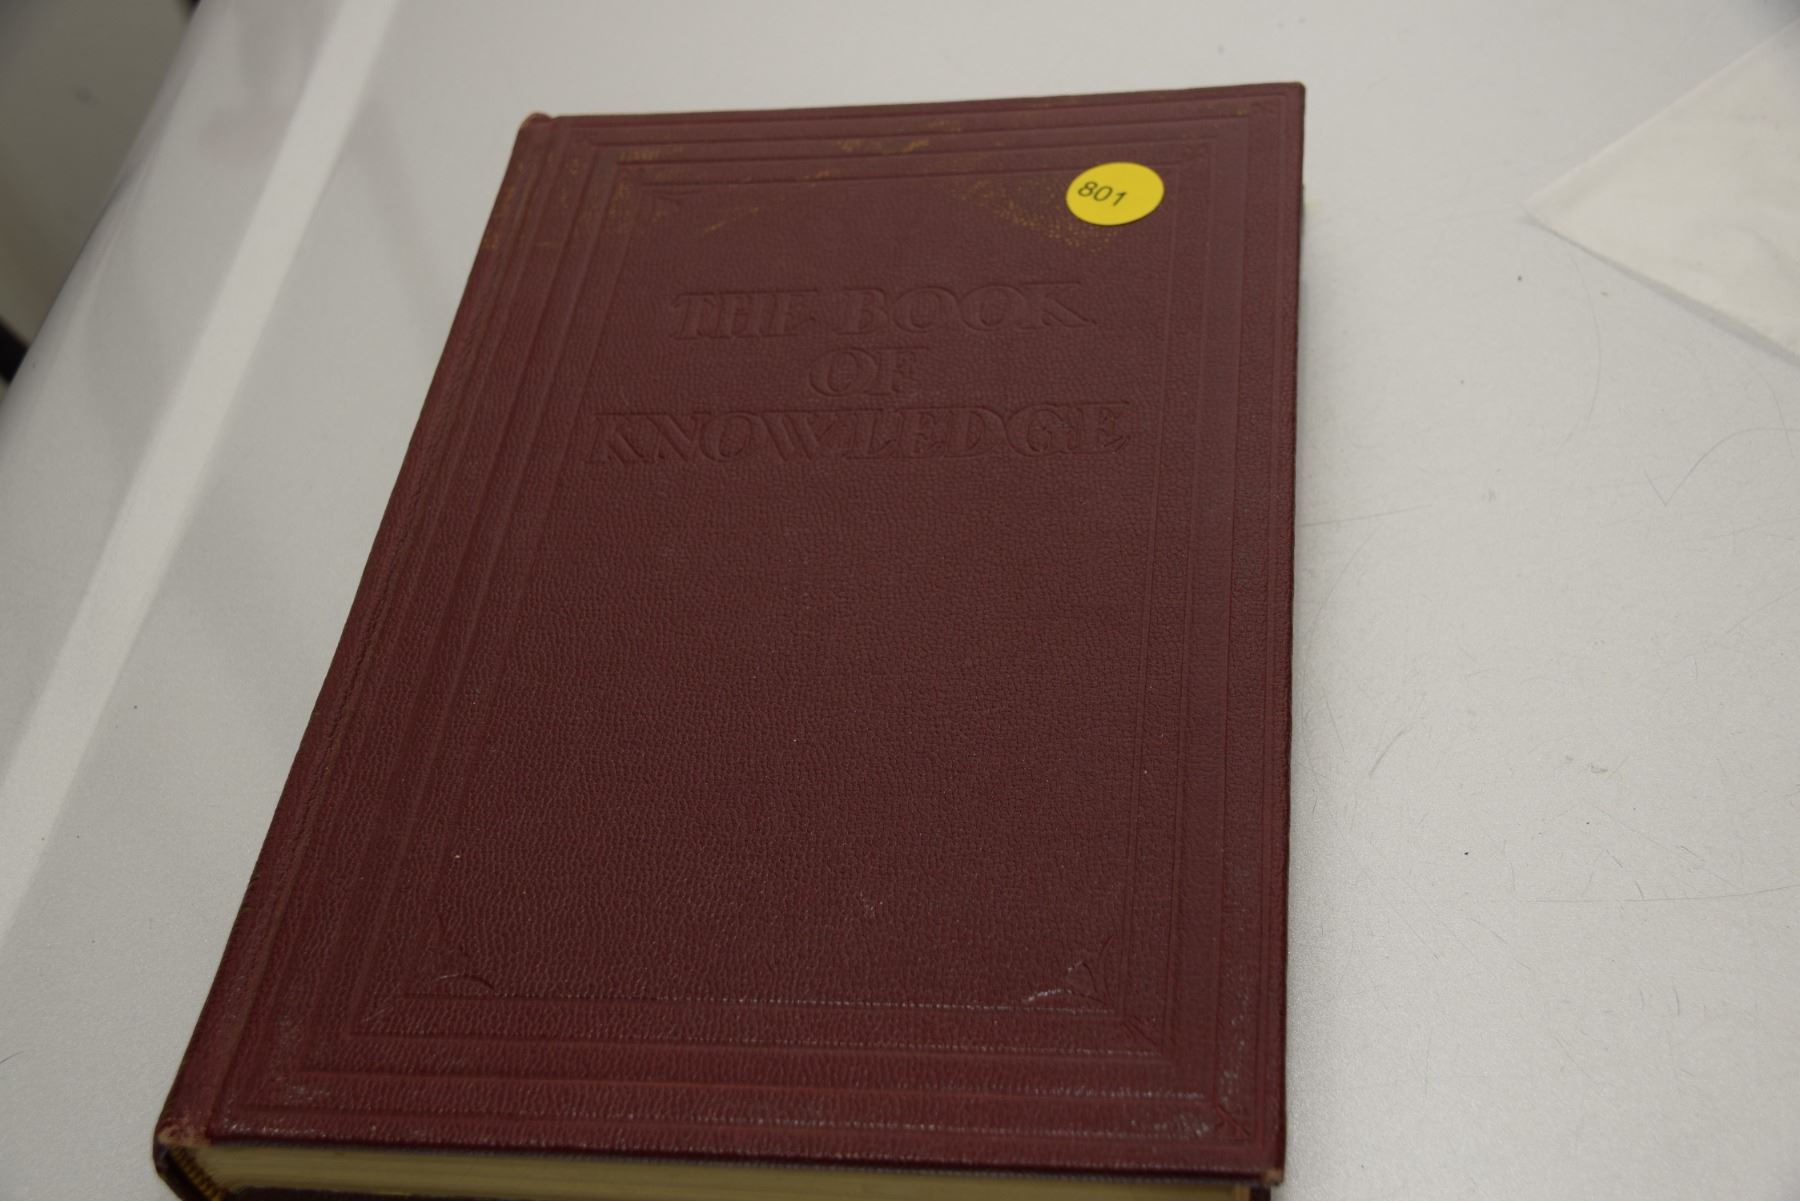 801
THE BOOK
OF
KNOWLEDGE